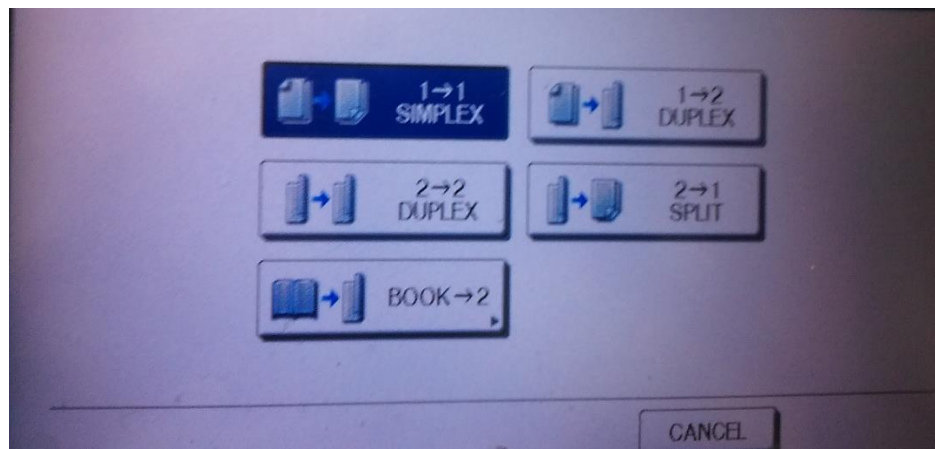 1→1
SIMPLEX
1→2
DUPLEX
2→2
DUPLEX
2→1
SPLIT
BOOK→2
CANCEL